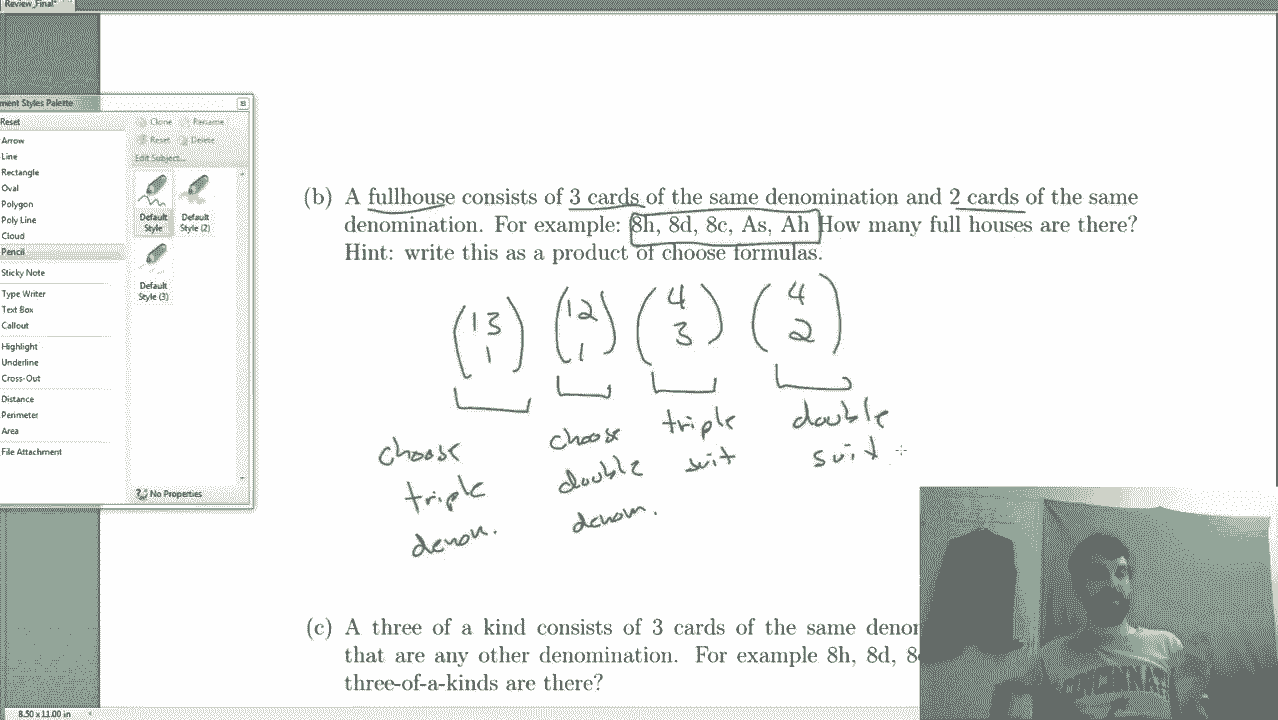 Review_Final*
ment Styles Palette
Reset
Arrow
Line
Rectangle
Oval
Polygon
Poly Line
Cloud
Pencil
Sticky Note
Type Writer
Text Box
Callout
Highlight
Underline
Cross-Out
Distance
Perimeter
Area
File Attachment
Clone Rename
Reset Delete
Edit Subject...
Default Style
Default Style (2)
Default Style (3)
No Properties
(b) A fullhouse consists of 3 cards of the same denomination and 2 cards of the same
denomination. For example: 8h, 8d, 8c, As, Ah How many full houses are there?
Hint: write this as a product of choose formulas.
(13 1) (12 1) (4 3) (4 2)
choose triple denom.
choose double denom.
triple suit
double suit
(c) A three of a kind consists of 3 cards of the same denom
that are any other denomination. For example 8h, 8d, 8
three-of-a-kinds are there?
8.50 x 11.00 in
CINCINNATI